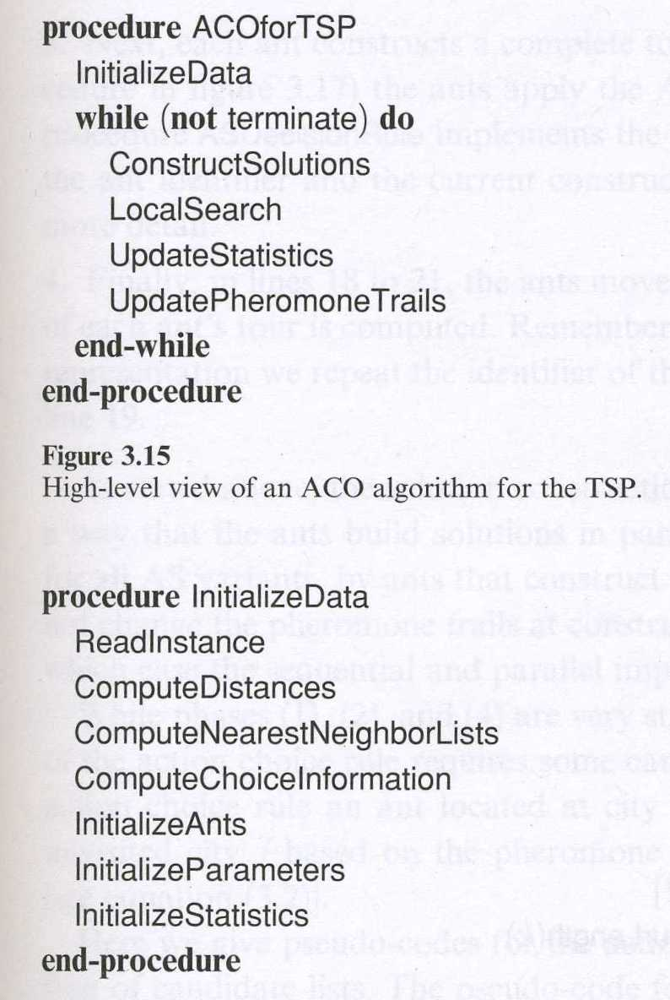 procedure ACOforTSP
InitializeData
while (not terminate) do
ConstructSolutions
LocalSearch
UpdateStatistics
UpdatePheromoneTrails
end-while
end-procedure
Figure 3.15
High-level view of an ACO algorithm for the TSP.
procedure InitializeData
ReadInstance
ComputeDistances
ComputeNearestNeighborLists
ComputeChoiceInformation
InitializeAnts
InitializeParameters
InitializeStatistics
end-procedure